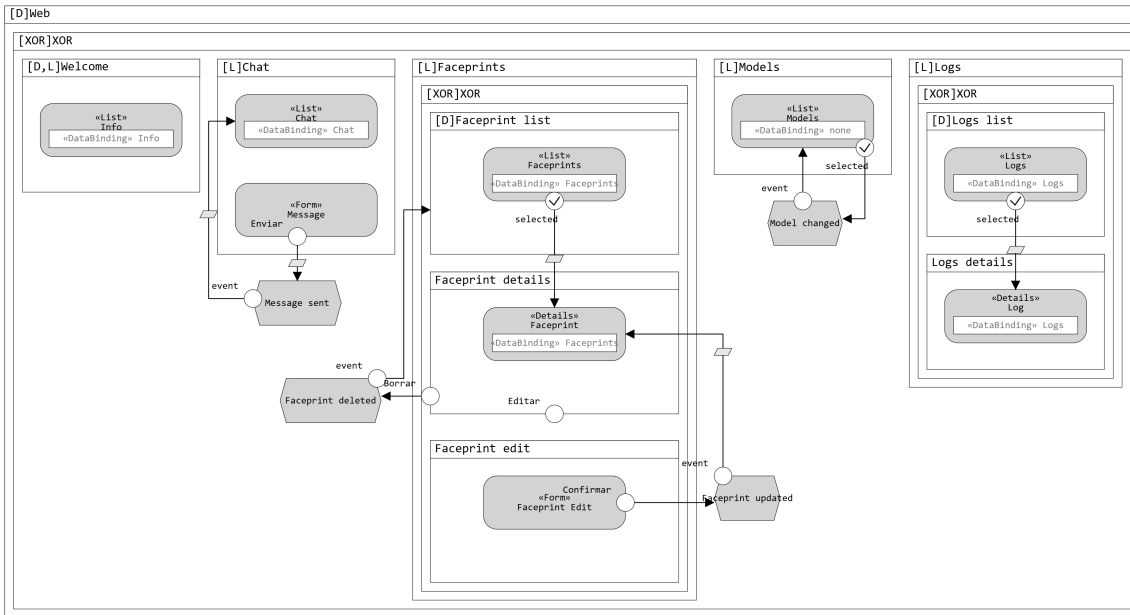 [D]Web
[XOR]XOR
[D,L]Welcome
«List»
Info
«DataBinding» Info
[L]Chat
«List»
Chat
«DataBinding» Chat
«Form»
Message
Enviar
event
Message sent
[L]Faceprints
[XOR]XOR
[D]Faceprint list
«List»
Faceprints
«DataBinding» Faceprints
selected
Faceprint details
«Details»
Faceprint
«DataBinding» Faceprints
event
Borrar
Faceprint deleted
Editar
Faceprint edit
Confirmar
«Form»
Faceprint Edit
event
Faceprint updated
[L]Models
«List»
Models
«DataBinding» none
selected
event
Model changed
[L]Logs
[XOR]XOR
[D]Logs list
«List»
Logs
«DataBinding» Logs
selected
Logs details
«Details»
Log
«DataBinding» Logs